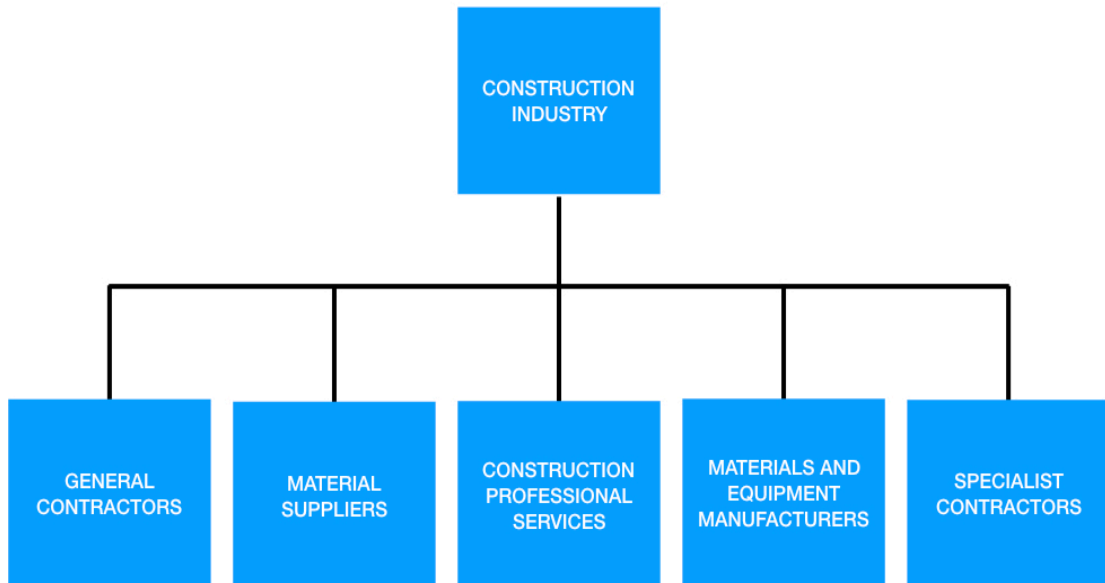 CONSTRUCTION
INDUSTRY
GENERAL
CONTRACTORS
MATERIAL
SUPPLIERS
CONSTRUCTION
PROFESSIONAL
SERVICES
MATERIALS AND
EQUIPMENT
MANUFACTURERS
SPECIALIST
CONTRACTORS